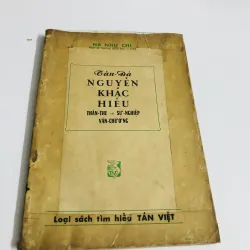 HÀ NHƯ CHI
Tản-Đà
NGUYỄN
KHẮC
HIẾU
THÂN-THẾ - SỰ-NGHIỆP
VĂN-CHƯƠNG
Loại sách tìm hiểu TÂN VIỆT